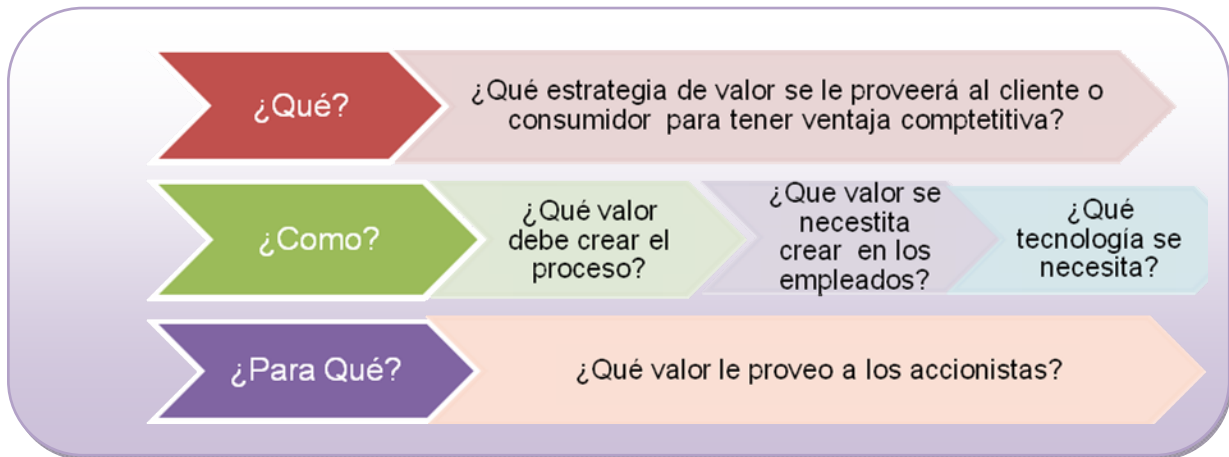 ¿Qué?
¿Qué estrategia de valor se le proveerá al cliente o
consumidor para tener ventaja comptetitiva?
¿Como?
¿Qué valor
debe crear el
proceso?
¿Que valor se
necestita
crear en los
empleados?
¿Qué
tecnología se
necesita?
¿Para Qué?
¿Qué valor le proveo a los accionistas?